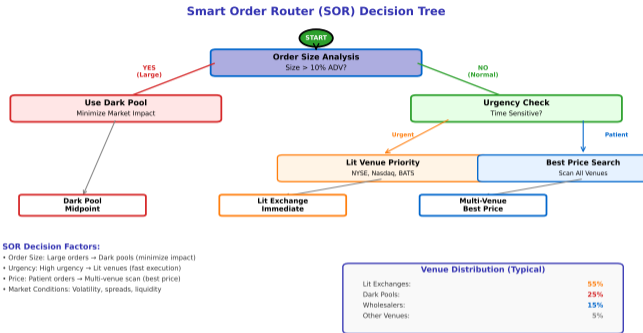 Smart Order Router (SOR) Decision Tree
START
Order Size Analysis
Size > 10% ADV?
YES
(Large)
NO
(Normal)
Use Dark Pool
Minimize Market Impact
Urgency Check
Time Sensitive?
Urgent
Patient
Lit Venue Priority
NYSE, Nasdaq, BATS
Best Price Search
Scan All Venues
Dark Pool
Midpoint
Lit Exchange
Immediate
Multi-Venue
Best Price
SOR Decision Factors:
• Order Size: Large orders → Dark pools (minimize impact)
• Urgency: High urgency → Lit venues (fast execution)
• Price: Patient orders → Multi-venue scan (best price)
• Market Conditions: Volatility, spreads, liquidity
Venue Distribution (Typical)
Lit Exchanges: 55%
Dark Pools: 25%
Wholesalers: 15%
Other Venues: 5%